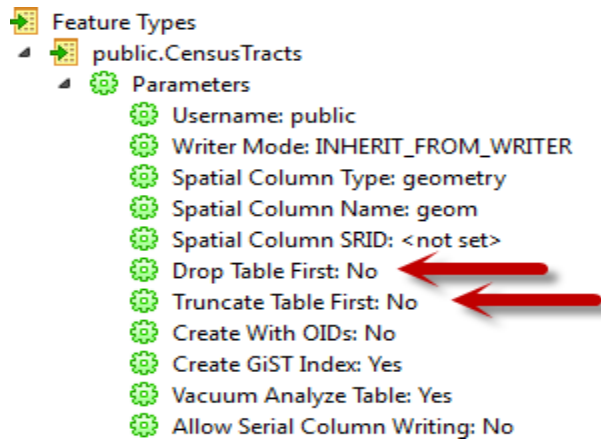 Feature Types
public.CensusTracts
Parameters
Username: public
Writer Mode: INHERIT_FROM_WRITER
Spatial Column Type: geometry
Spatial Column Name: geom
Spatial Column SRID: <not set>
Drop Table First: No
Truncate Table First: No
Create With OIDs: No
Create GiST Index: Yes
Vacuum Analyze Table: Yes
Allow Serial Column Writing: No